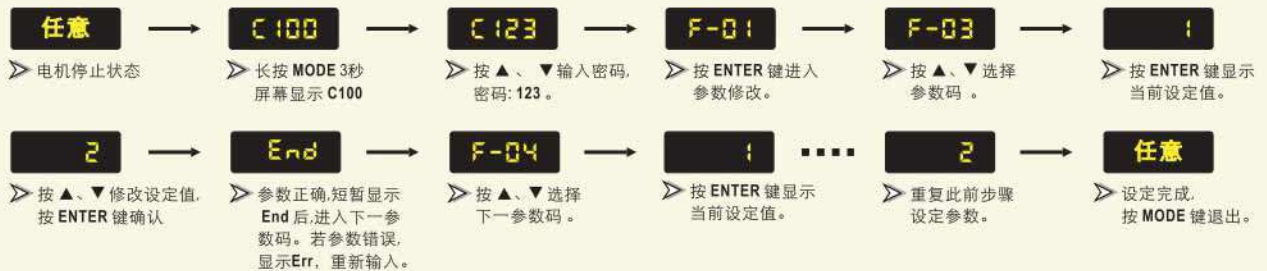 任意
C100
C123
F-01
F-03
1
电机停止状态
长按 MODE 3秒
屏幕显示 C100
按▲、▼输入密码,
密码: 123 。
按 ENTER 键进入
参数修改。
按▲、▼选择
参数码 。
按 ENTER 键显示
当前设定值。
2
End
F-04
1
2
任意
按▲、▼修改设定值,
按 ENTER 键确认
参数正确,短暂显示
End 后,进入下一参
数码。若参数错误,
显示Err, 重新输入。
按▲、▼选择
下一参数码 。
按 ENTER 键显示
当前设定值。
重复此前步骤
设定参数。
设定完成,
按 MODE 键退出。